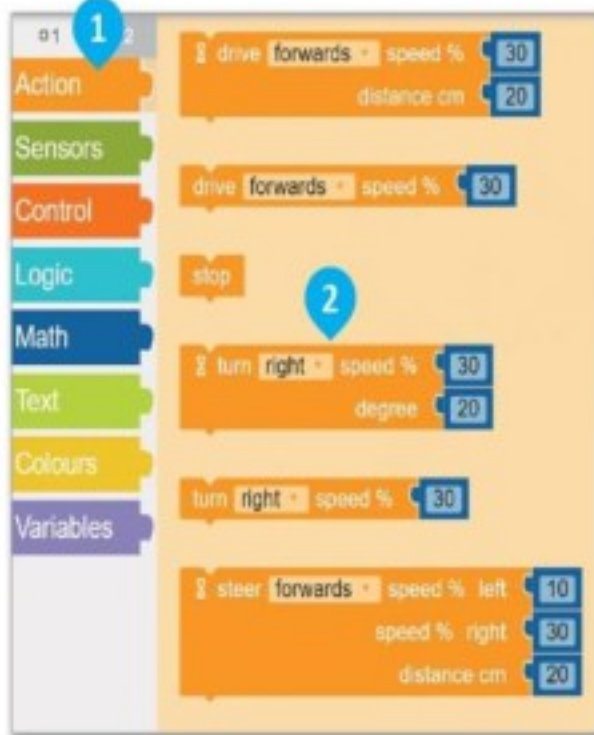 1 2
1
Action
Sensors
Control
Logic
Math
Text
Colours
Variables
drive forwards speed % 30
distance cm 20
drive forwards speed % 30
stop
2
turn right speed % 30
degree 20
turn right speed % 30
steer forwards speed % left 10
speed % right 30
distance cm 20